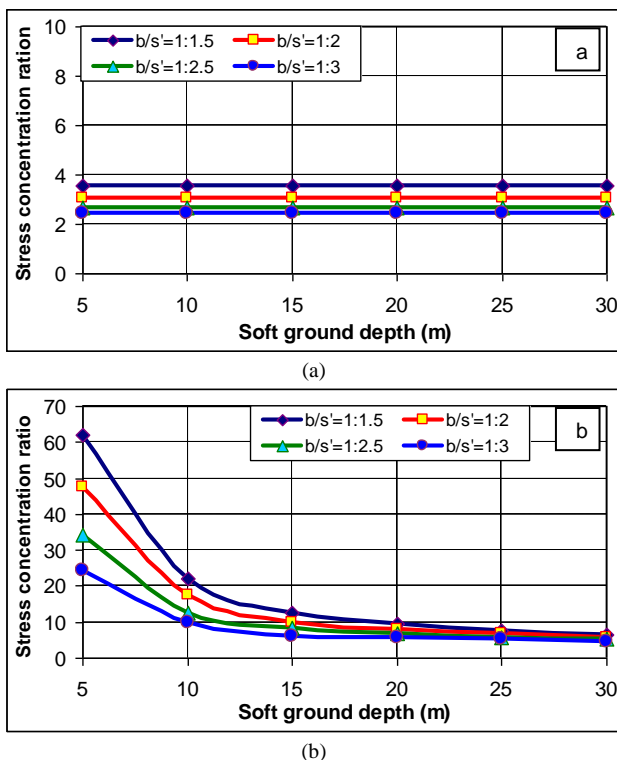 b/s'=1:1.5 b/s'=1:2
b/s'=1:2.5 b/s'=1:3
a
Stress concentration ration
10
8
6
4
2
0
5 10 15 20 25 30
Soft ground depth (m)
(a)
b/s'=1:1.5 b/s'=1:2
b/s'=1:2.5 b/s'=1:3
b
Stress concentration ratio
70
60
50
40
30
20
10
0
5 10 15 20 25 30
Soft ground depth (m)
(b)